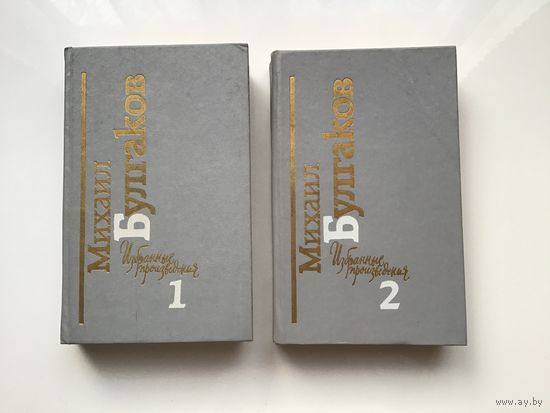 Михаил
Булгаков
Избранные
произведения
1
Михаил
Булгаков
Избранные
произведения
2
www.ay.by